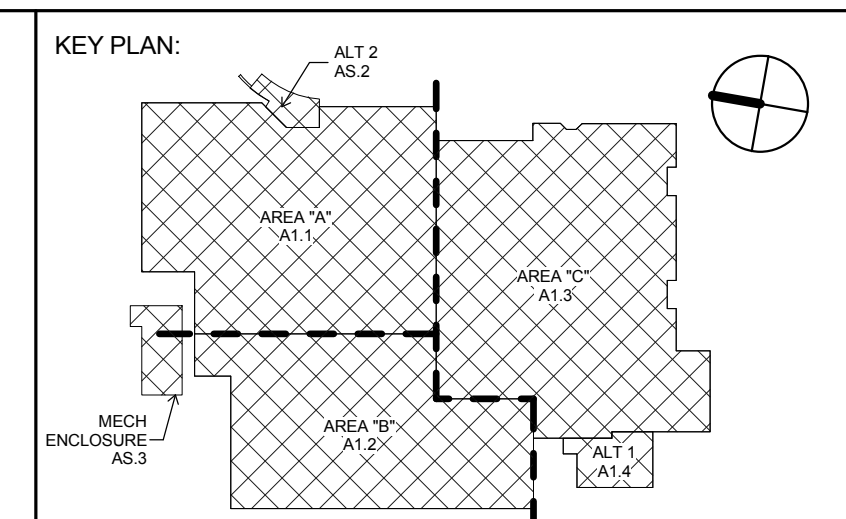 KEY PLAN:
ALT 2
AS.2
AREA "A"
A1.1
AREA "C"
A1.3
MECH
ENCLOSURE
AS.3
AREA "B"
A1.2
ALT 1
A1.4